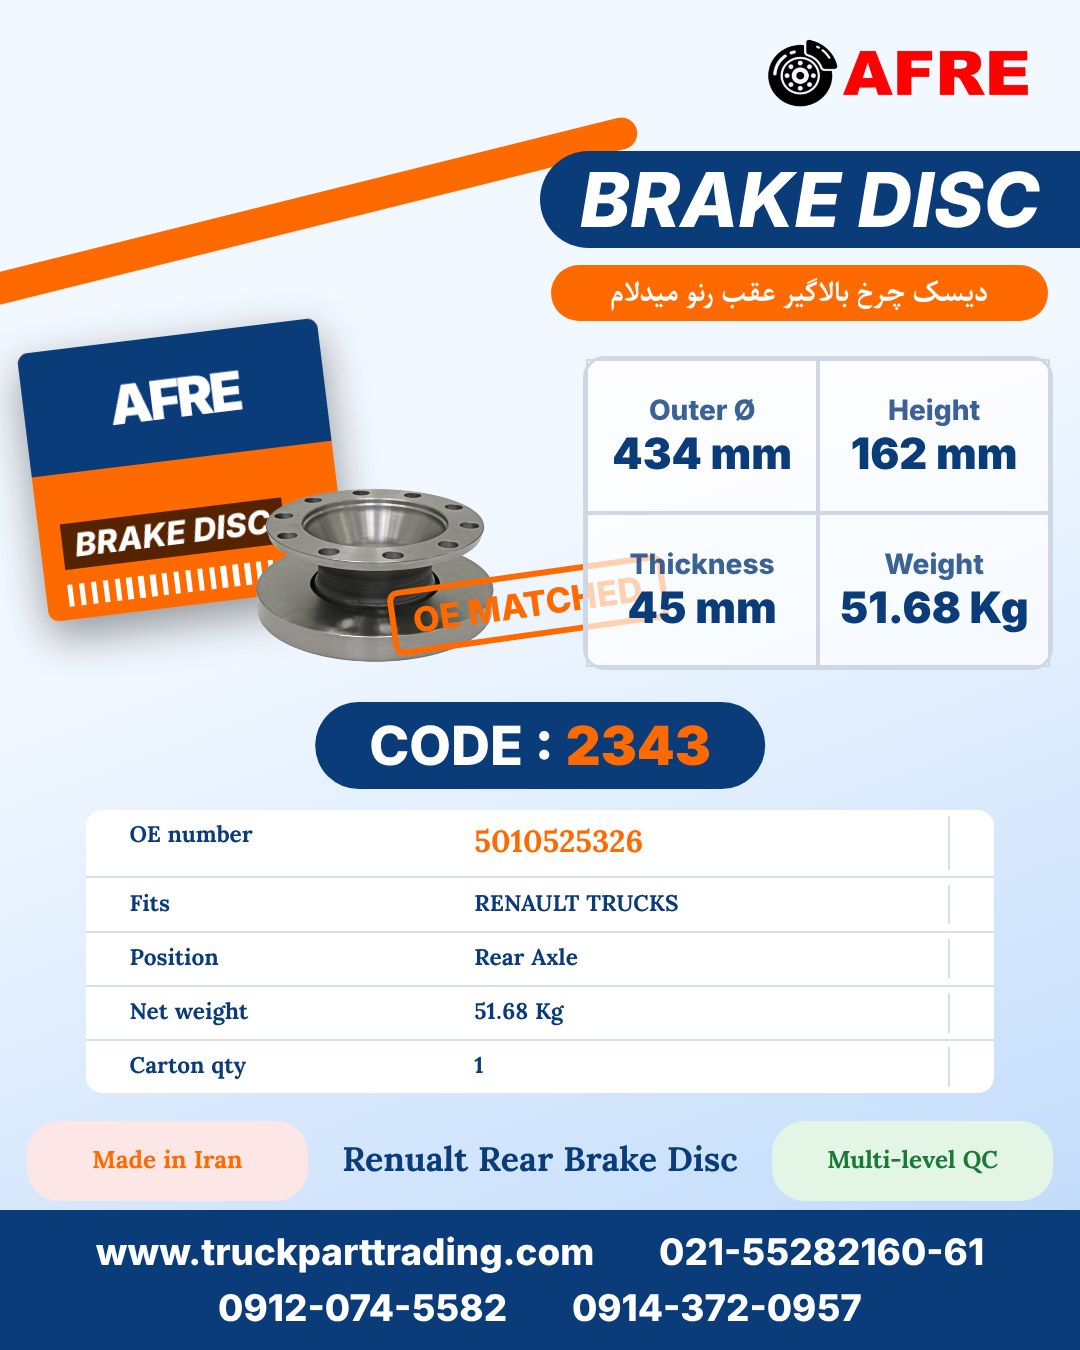 AFRE
BRAKE DISC
دیسک چرخ بالاگیر عقب رنو میدلام
AFRE
BRAKE DISC
OE MATCHED
Outer Ø
434 mm
Height
162 mm
Thickness
45 mm
Weight
51.68 Kg
CODE : 2343
OE number 5010525326
Fits RENAULT TRUCKS
Position Rear Axle
Net weight 51.68 Kg
Carton qty 1
Made in Iran
Renualt Rear Brake Disc
Multi-level QC
www.truckparttrading.com 021-55282160-61
0912-074-5582 0914-372-0957